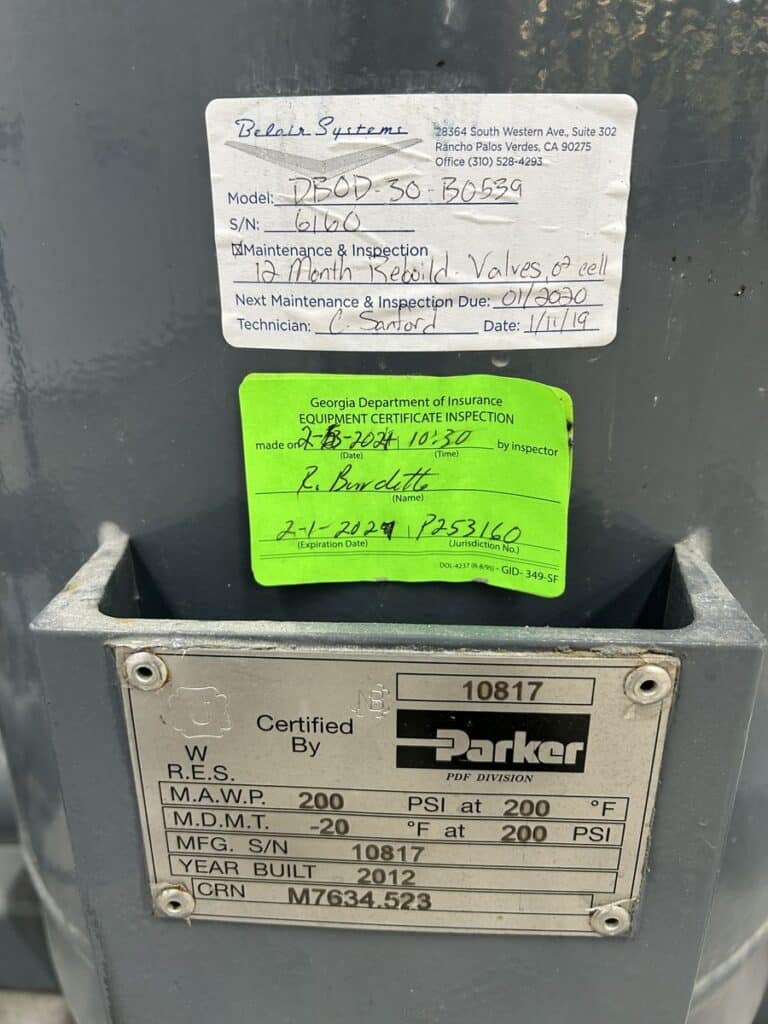 Belair Systems
28364 South Western Ave., Suite 302
Rancho Palos Verdes, CA 90275
Office (310) 528-4293
Model: DBOD-30-B0539
S/N: 6160
Maintenance & Inspection
12 Month Rebuild. Valves, O2 cell
Next Maintenance & Inspection Due: 01/2020
Technician: C. Sanford Date: 1/11/19
Georgia Department of Insurance
EQUIPMENT CERTIFICATE INSPECTION
made on 10:30 by inspector
(Date) (Time)
R. Burdette
(Name)
P253160
(Expiration Date) (Jurisdiction No.)
GID-349-SF
10817
U
NB
Certified
By
Parker
PDF DIVISION
W
R.E.S.
M.A.W.P. 200 PSI at 200 °F
M.D.M.T. -20 °F at 200 PSI
MFG. S/N 10817
YEAR BUILT 2012
CRN M7634.523